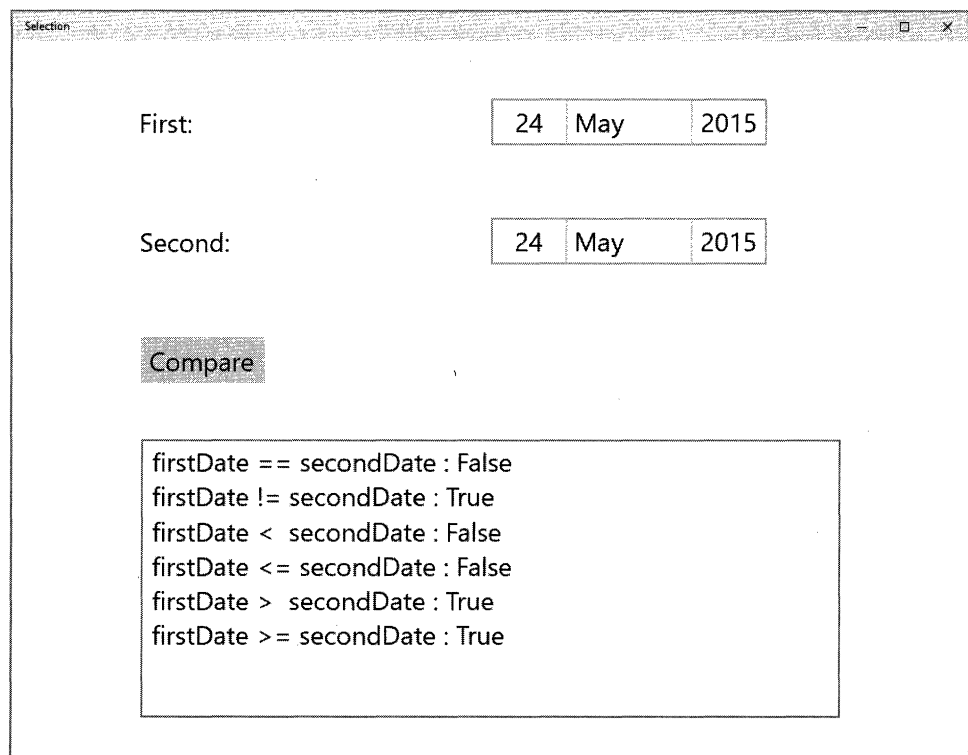 Selection
First: 24 May 2015
Second: 24 May 2015
Compare
firstDate == secondDate : False
firstDate != secondDate : True
firstDate <  secondDate : False
firstDate <= secondDate : False
firstDate >  secondDate : True
firstDate >= secondDate : True